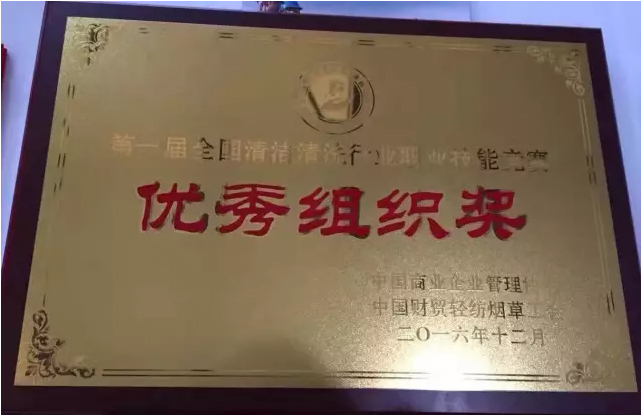 第一届全国清洁清洗行业职业技能竞赛
优秀组织奖
中国商业企业管理协
中国财贸轻纺烟草工会
二〇一六年十二月